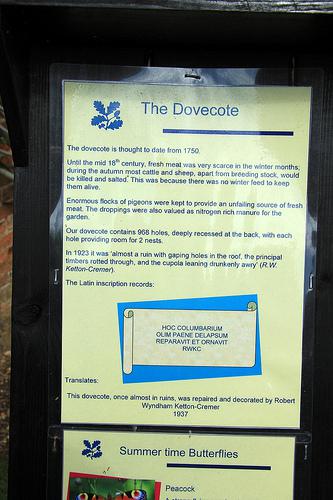 The Dovecote
The dovecote is thought to date from 1750.
Until the mid 18th century, fresh meat was very scarce in the winter months;
during the autumn most cattle and sheep, apart from breeding stock, would
be killed and salted. This was because there was no winter feed to keep
them alive.
Enormous flocks of pigeons were kept to provide an unfailing source of fresh
meat. The droppings were also valued as nitrogen rich manure for the
garden.
Our dovecote contains 968 holes, deeply recessed at the back, with each
hole providing room for 2 nests.
In 1923 it was 'almost a ruin with gaping holes in the roof, the principal
timbers rotted through, and the cupola leaning drunkenly awry' (R.W.
Ketton-Cremer).
The Latin inscription records:
HOC COLUMBARIUM
OLIM PAENE DELAPSUM
REPARAVIT ET ORNAVIT
RWKC
Translates:
This dovecote, once almost in ruins, was repaired and decorated by Robert
Wyndham Ketton-Cremer
1937
Summer time Butterflies
Peacock